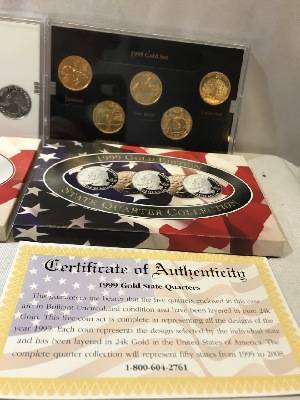 1999 Gold Set
Delaware
New Jersey
Connecticut
1999 GOLD EDITION
STATE QUARTER COLLECTION
Certificate of Authenticity
1999 Gold State Quarters
This guarantees the bearer that the five quarters enclosed in this case
are in Brilliant Uncirculated condition and have been layered in pure 24k
Gold. This five-coin set is complete in representing all the designs of the
year 1999. Each coin represents the design selected by the individual state
and has been layered in 24k Gold in the United States of America. The
complete quarter collection will represent fifty states from 1999 to 2008.
1-800-604-2761